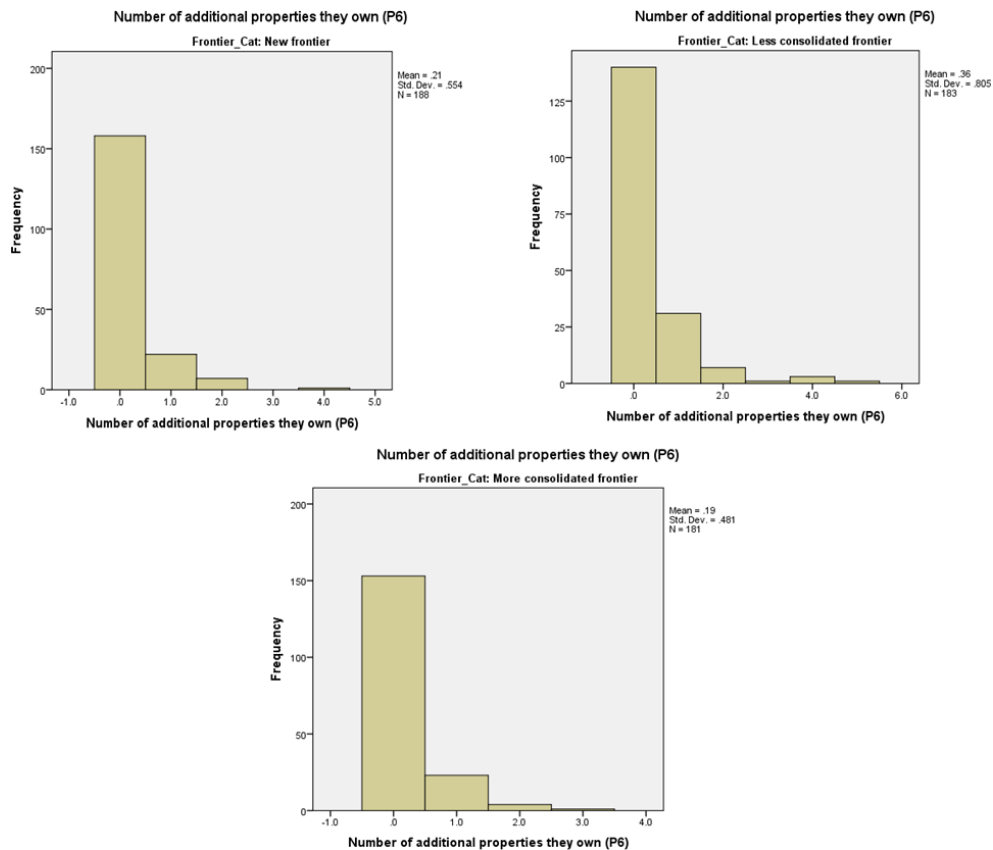 Number of additional properties they own (P6)
Frontier_Cat: New frontier
Mean = .21
Std. Dev. = .554
N = 188
200
150
100
50
0
Frequency
-1.0 .0 1.0 2.0 3.0 4.0 5.0
Number of additional properties they own (P6)
Number of additional properties they own (P6)
Frontier_Cat: Less consolidated frontier
Mean = .36
Std. Dev. = .805
N = 183
125
100
75
50
25
0
Frequency
.0 2.0 4.0 6.0
Number of additional properties they own (P6)
Number of additional properties they own (P6)
Frontier_Cat: More consolidated frontier
Mean = .19
Std. Dev. = .481
N = 181
200
150
100
50
0
Frequency
-1.0 .0 1.0 2.0 3.0 4.0
Number of additional properties they own (P6)